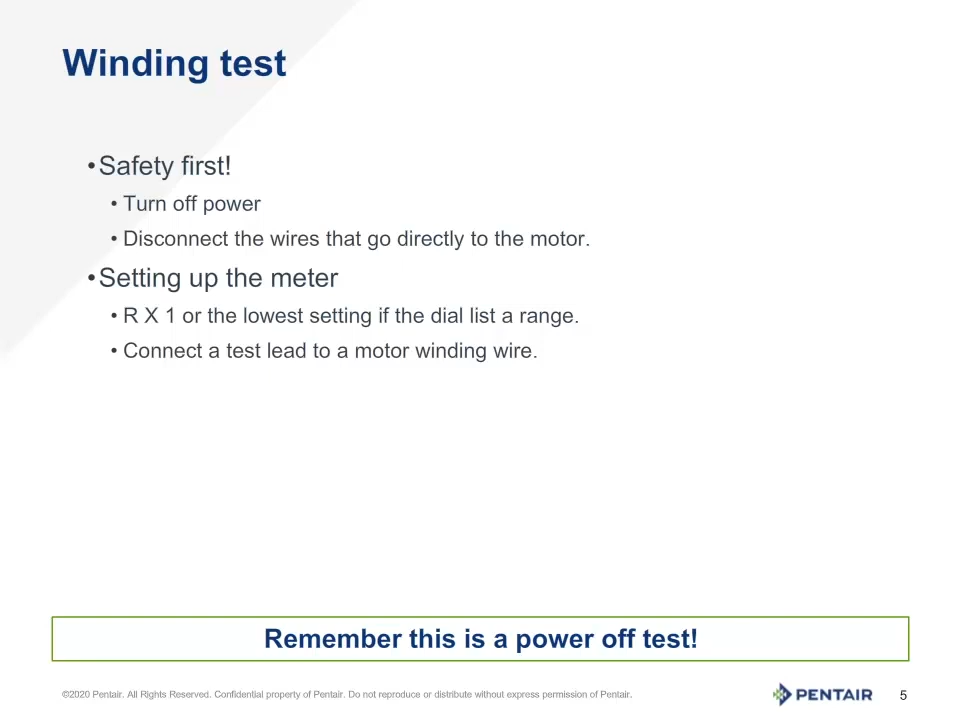 Winding test
•Safety first!
• Turn off power
• Disconnect the wires that go directly to the motor.
•Setting up the meter
• R X 1 or the lowest setting if the dial list a range.
• Connect a test lead to a motor winding wire.
Remember this is a power off test!
©2020 Pentair. All Rights Reserved. Confidential property of Pentair. Do not reproduce or distribute without express permission of Pentair.
PENTAIR
5